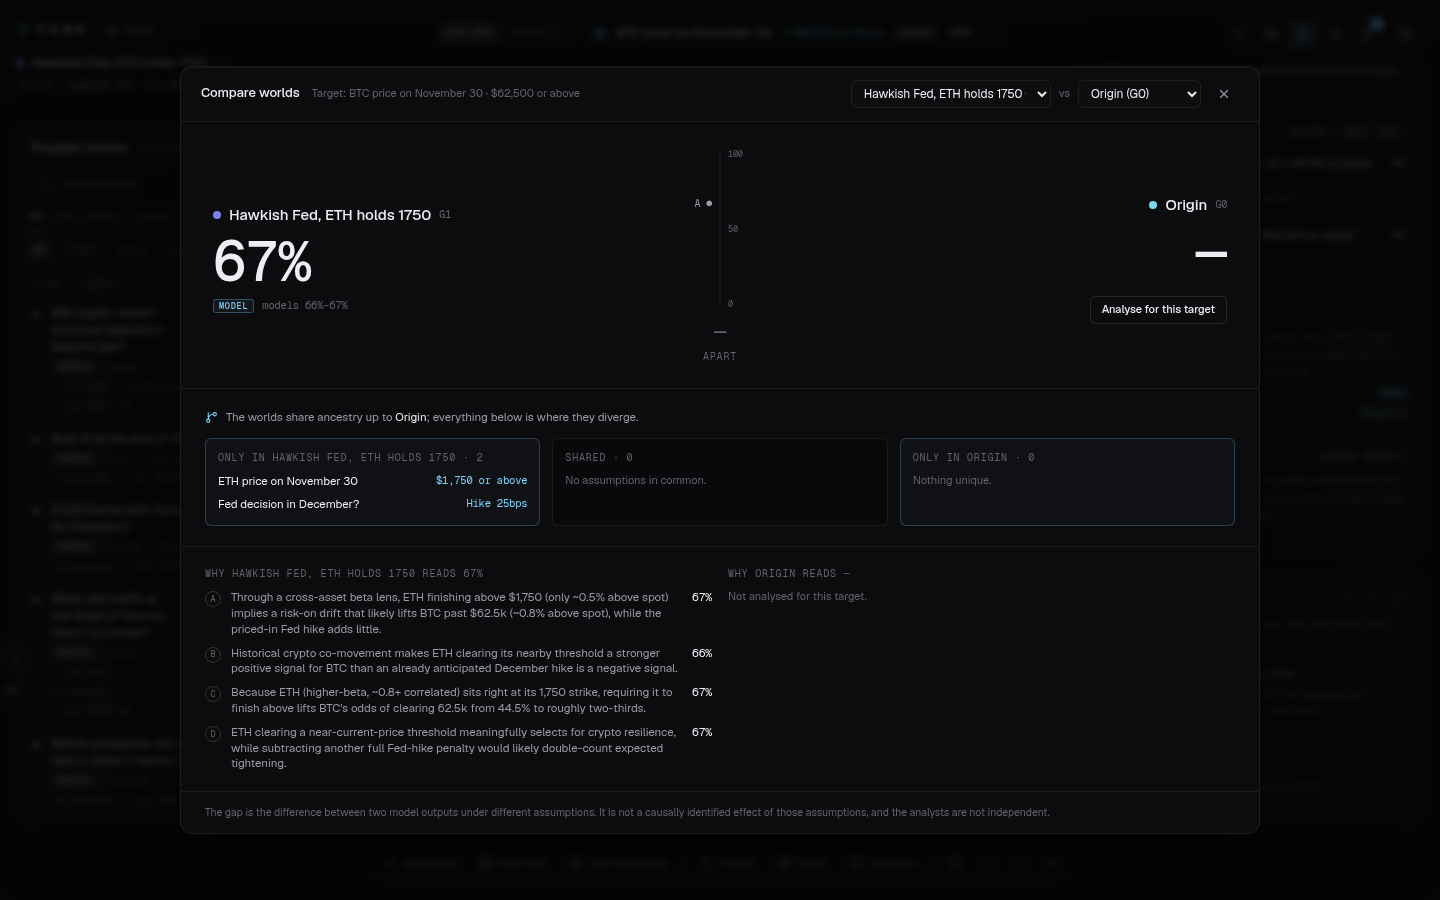 Compare worlds Target: BTC price on November 30 · $62,500 or above Hawkish Fed, ETH holds 1750 vs Origin (G0) ×
100
A
50
0
—
APART
Hawkish Fed, ETH holds 1750 G1
67%
MODEL models 66%–67%
Origin G0
—
Analyse for this target
The worlds share ancestry up to Origin; everything below is where they diverge.
ONLY IN HAWKISH FED, ETH HOLDS 1750 · 2
ETH price on November 30 $1,750 or above
Fed decision in December? Hike 25bps
SHARED · 0
No assumptions in common.
ONLY IN ORIGIN · 0
Nothing unique.
WHY HAWKISH FED, ETH HOLDS 1750 READS 67%
A Through a cross-asset beta lens, ETH finishing above $1,750 (only ~0.5% above spot) 67%
implies a risk-on drift that likely lifts BTC past $62.5k (~0.8% above spot), while the
priced-in Fed hike adds little.
B Historical crypto co-movement makes ETH clearing its nearby threshold a stronger 66%
positive signal for BTC than an already anticipated December hike is a negative signal.
C Because ETH (higher-beta, ~0.8+ correlated) sits right at its 1,750 strike, requiring it to 67%
finish above lifts BTC's odds of clearing 62.5k from 44.5% to roughly two-thirds.
D ETH clearing a near-current-price threshold meaningfully selects for crypto resilience, 67%
while subtracting another full Fed-hike penalty would likely double-count expected
tightening.
WHY ORIGIN READS —
Not analysed for this target.
The gap is the difference between two model outputs under different assumptions. It is not a causally identified effect of those assumptions, and the analysts are not independent.